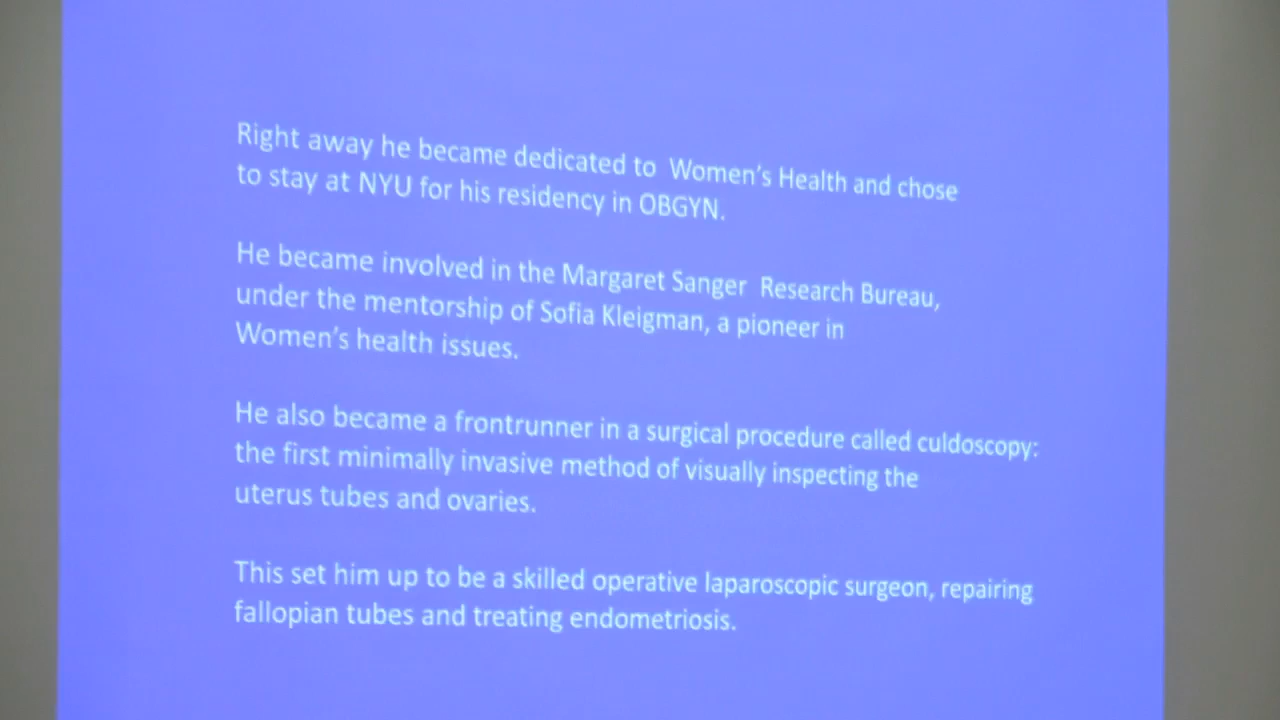 Right away he became dedicated to  Women's Health and chose
to stay at NYU for his residency in OBGYN.
He became involved in the Margaret Sanger  Research Bureau,
under the mentorship of Sofia Kleigman, a pioneer in
Women's health issues.
He also became a frontrunner in a surgical procedure called culdoscopy:
the first minimally invasive method of visually inspecting the
uterus tubes and ovaries.
This set him up to be a skilled operative laparoscopic surgeon, repairing
fallopian tubes and treating endometriosis.